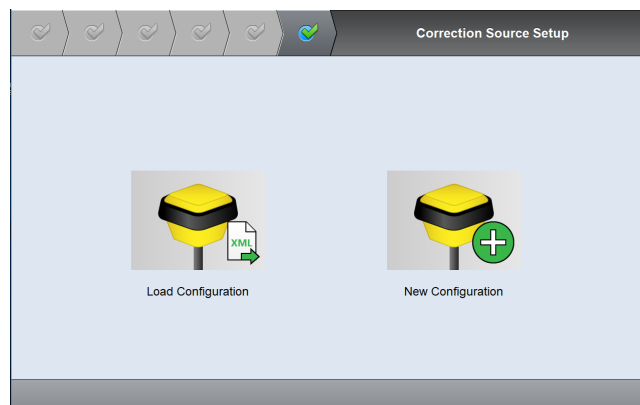 Correction Source Setup
XML
Load Configuration
New Configuration